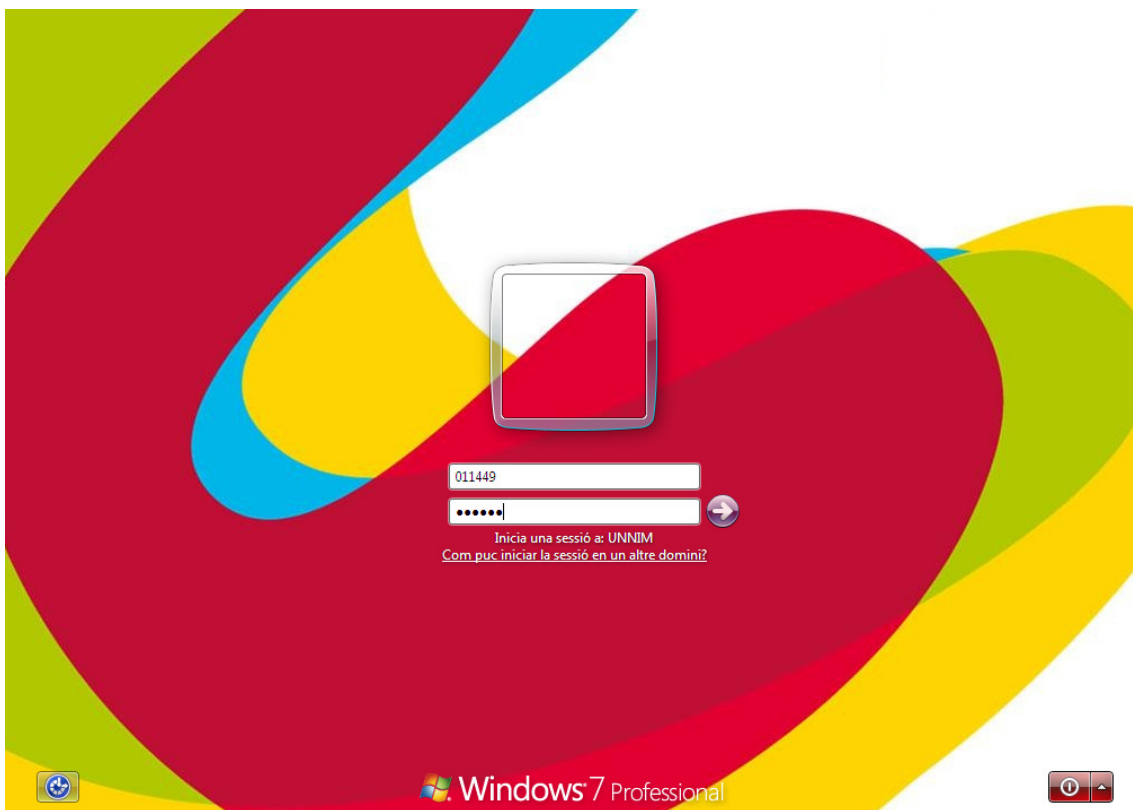 011449
••••••
Inicia una sessió a: UNNIM
Com puc iniciar la sessió en un altre domini?
Windows 7 Professional